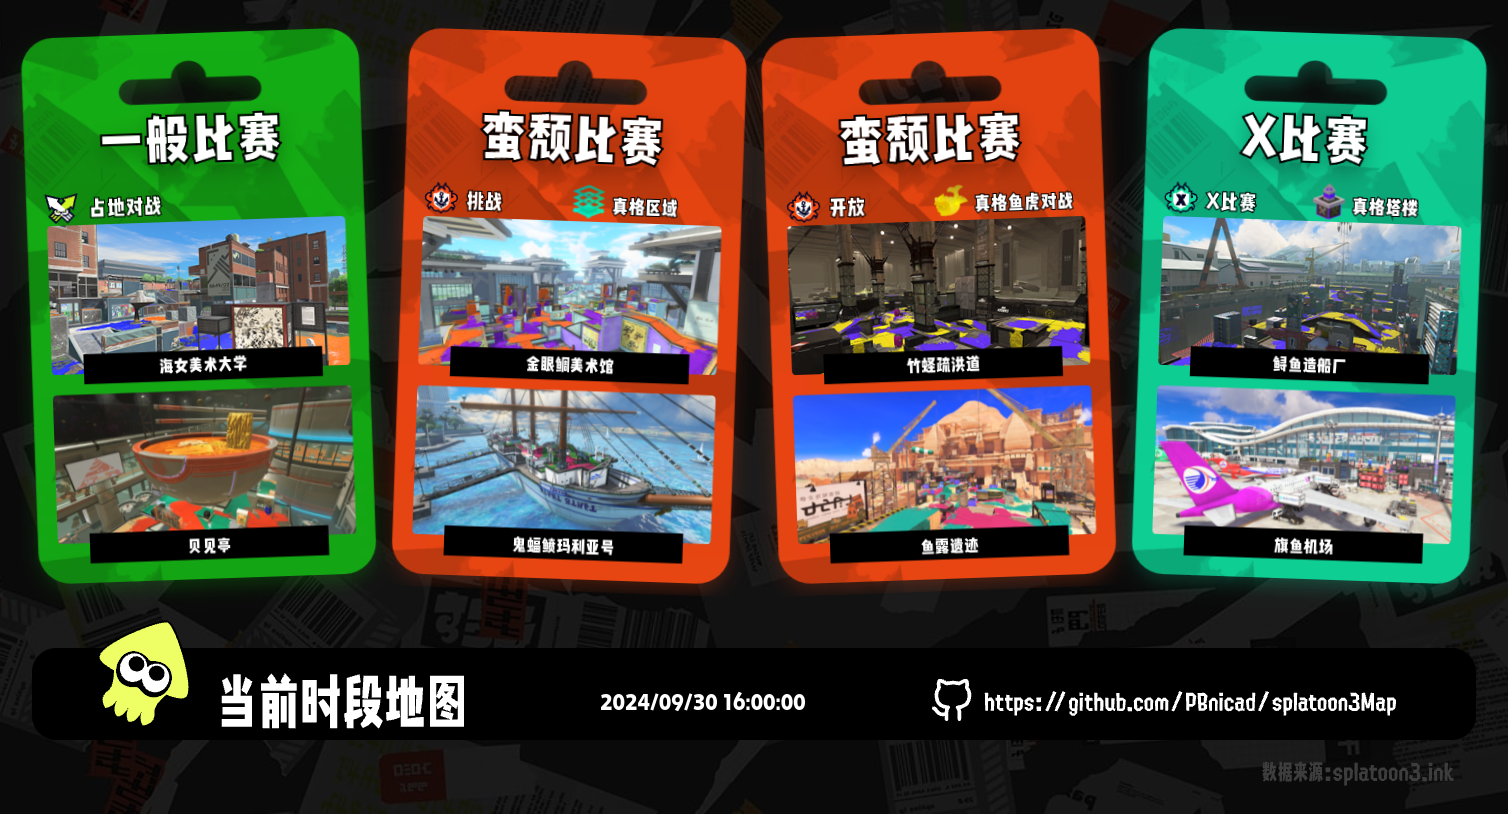 一般比赛
占地对战
海女美术大学
贝见亭
蛮颓比赛
挑战
真格区域
金眼鲷美术馆
鬼蝠鲼玛利亚号
蛮颓比赛
开放
真格鱼虎对战
竹蛏疏洪道
鱼露遗迹
X比赛
X比赛
真格塔楼
鲟鱼造船厂
旗鱼机场
当前时段地图
2024/09/30 16:00:00
https://github.com/PBnicad/splatoon3Map
数据来源:splatoon3.ink